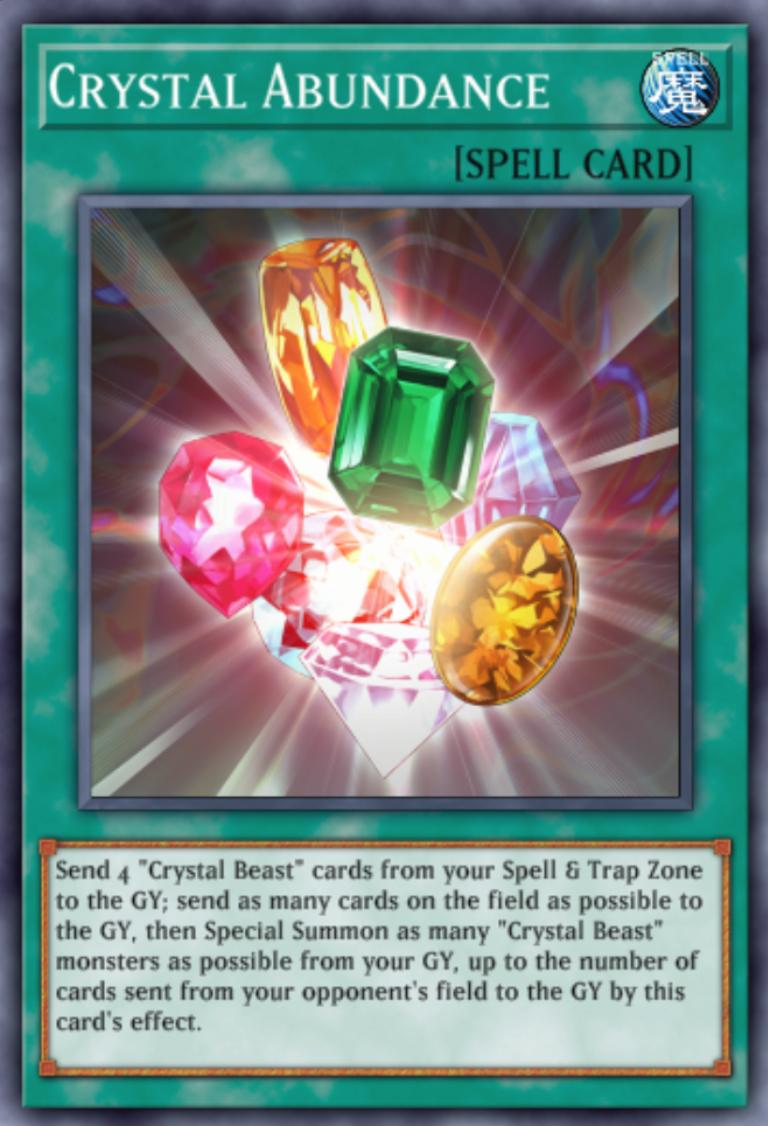 CRYSTAL ABUNDANCE
SPELL
魔
[SPELL CARD]
Send 4 "Crystal Beast" cards from your Spell & Trap Zone
to the GY; send as many cards on the field as possible to
the GY, then Special Summon as many "Crystal Beast"
monsters as possible from your GY, up to the number of
cards sent from your opponent's field to the GY by this
card's effect.